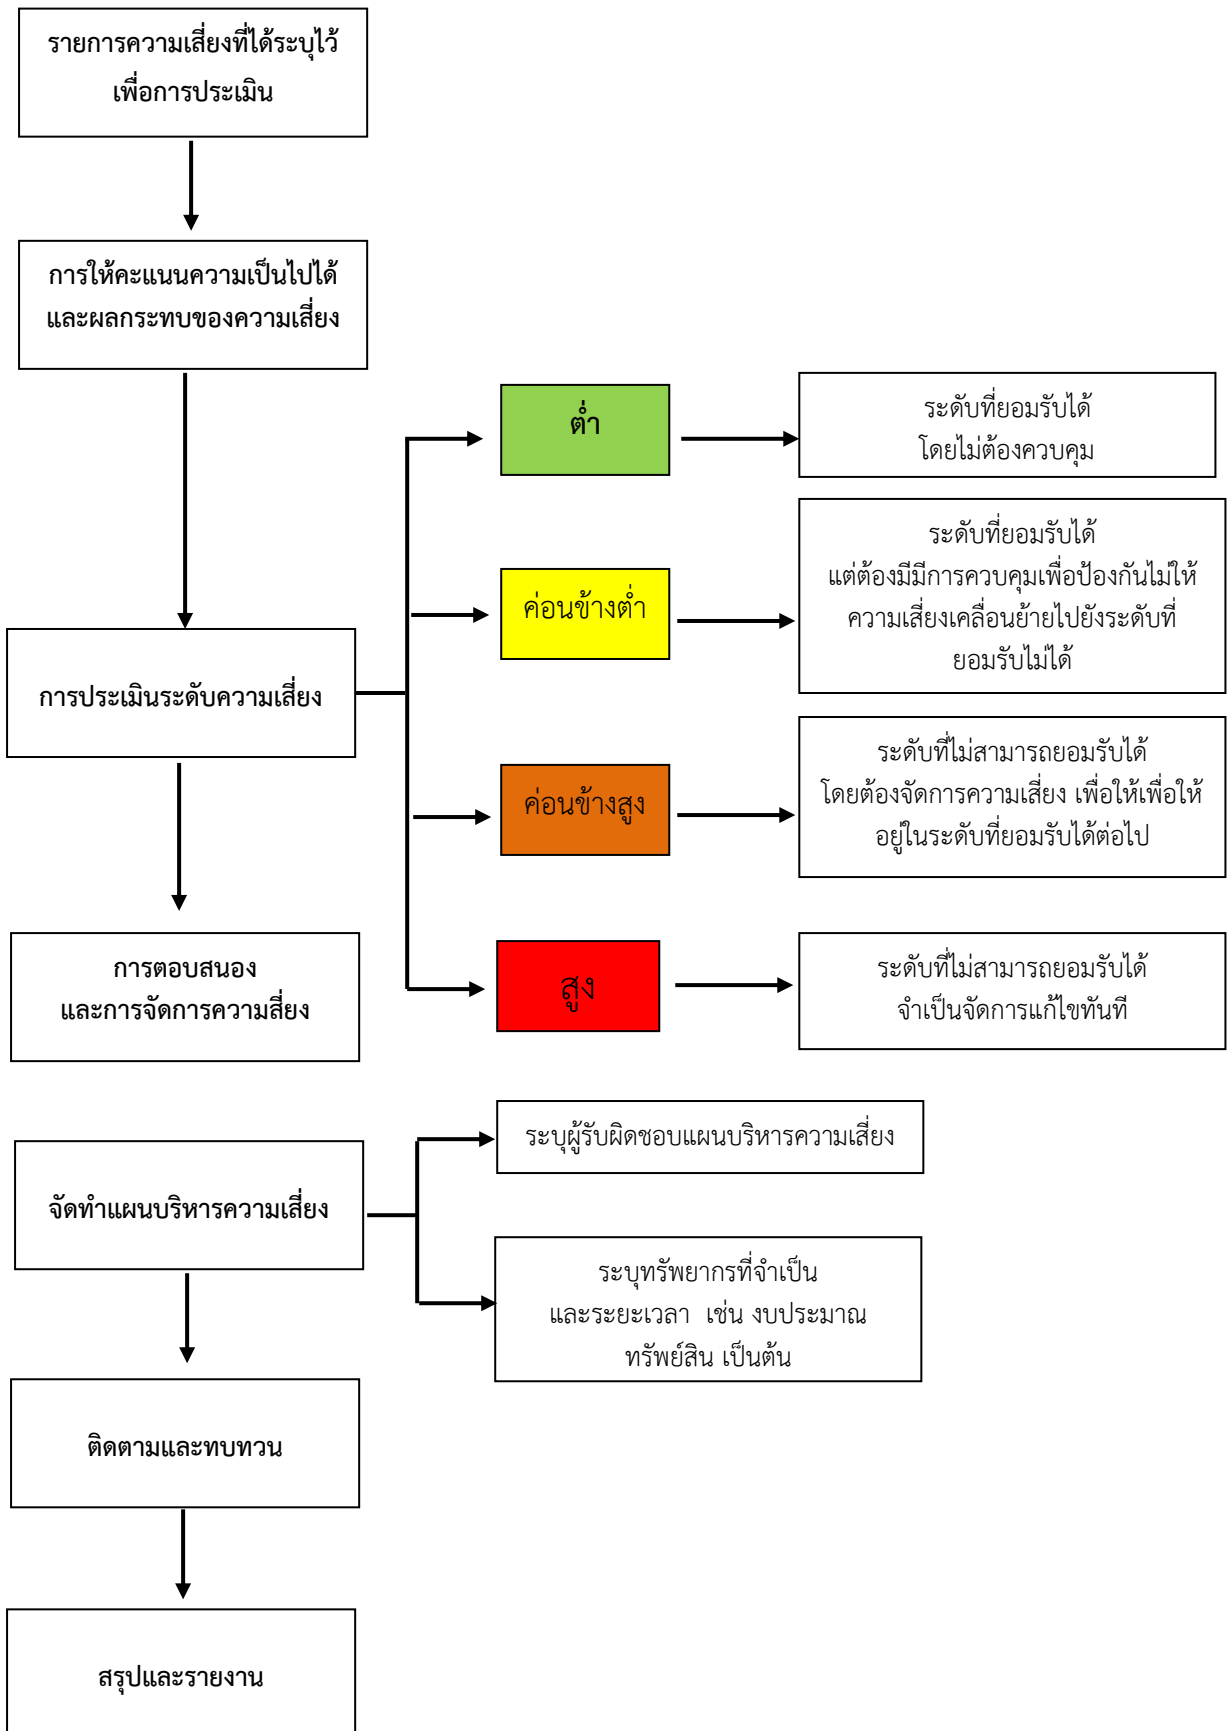 รายการความเสี่ยงที่ได้ระบุไว้
เพื่อการประเมิน
การให้คะแนนความเป็นไปได้
และผลกระทบของความเสี่ยง
ต่ำ
ระดับที่ยอมรับได้
โดยไม่ต้องควบคุม
ค่อนข้างต่ำ
ระดับที่ยอมรับได้
แต่ต้องมีมีการควบคุมเพื่อป้องกันไม่ให้
ความเสี่ยงเคลื่อนย้ายไปยังระดับที่
ยอมรับไม่ได้
การประเมินระดับความเสี่ยง
ค่อนข้างสูง
ระดับที่ไม่สามารถยอมรับได้
โดยต้องจัดการความเสี่ยง เพื่อให้เพื่อให้
อยู่ในระดับที่ยอมรับได้ต่อไป
การตอบสนอง
และการจัดการความสี่ยง
สูง
ระดับที่ไม่สามารถยอมรับได้
จำเป็นจัดการแก้ไขทันที
จัดทำแผนบริหารความเสี่ยง
ระบุผู้รับผิดชอบแผนบริหารความเสี่ยง
ระบุทรัพยากรที่จำเป็น
และระยะเวลา เช่น งบประมาณ
ทรัพย์สิน เป็นต้น
ติดตามและทบทวน
สรุปและรายงาน